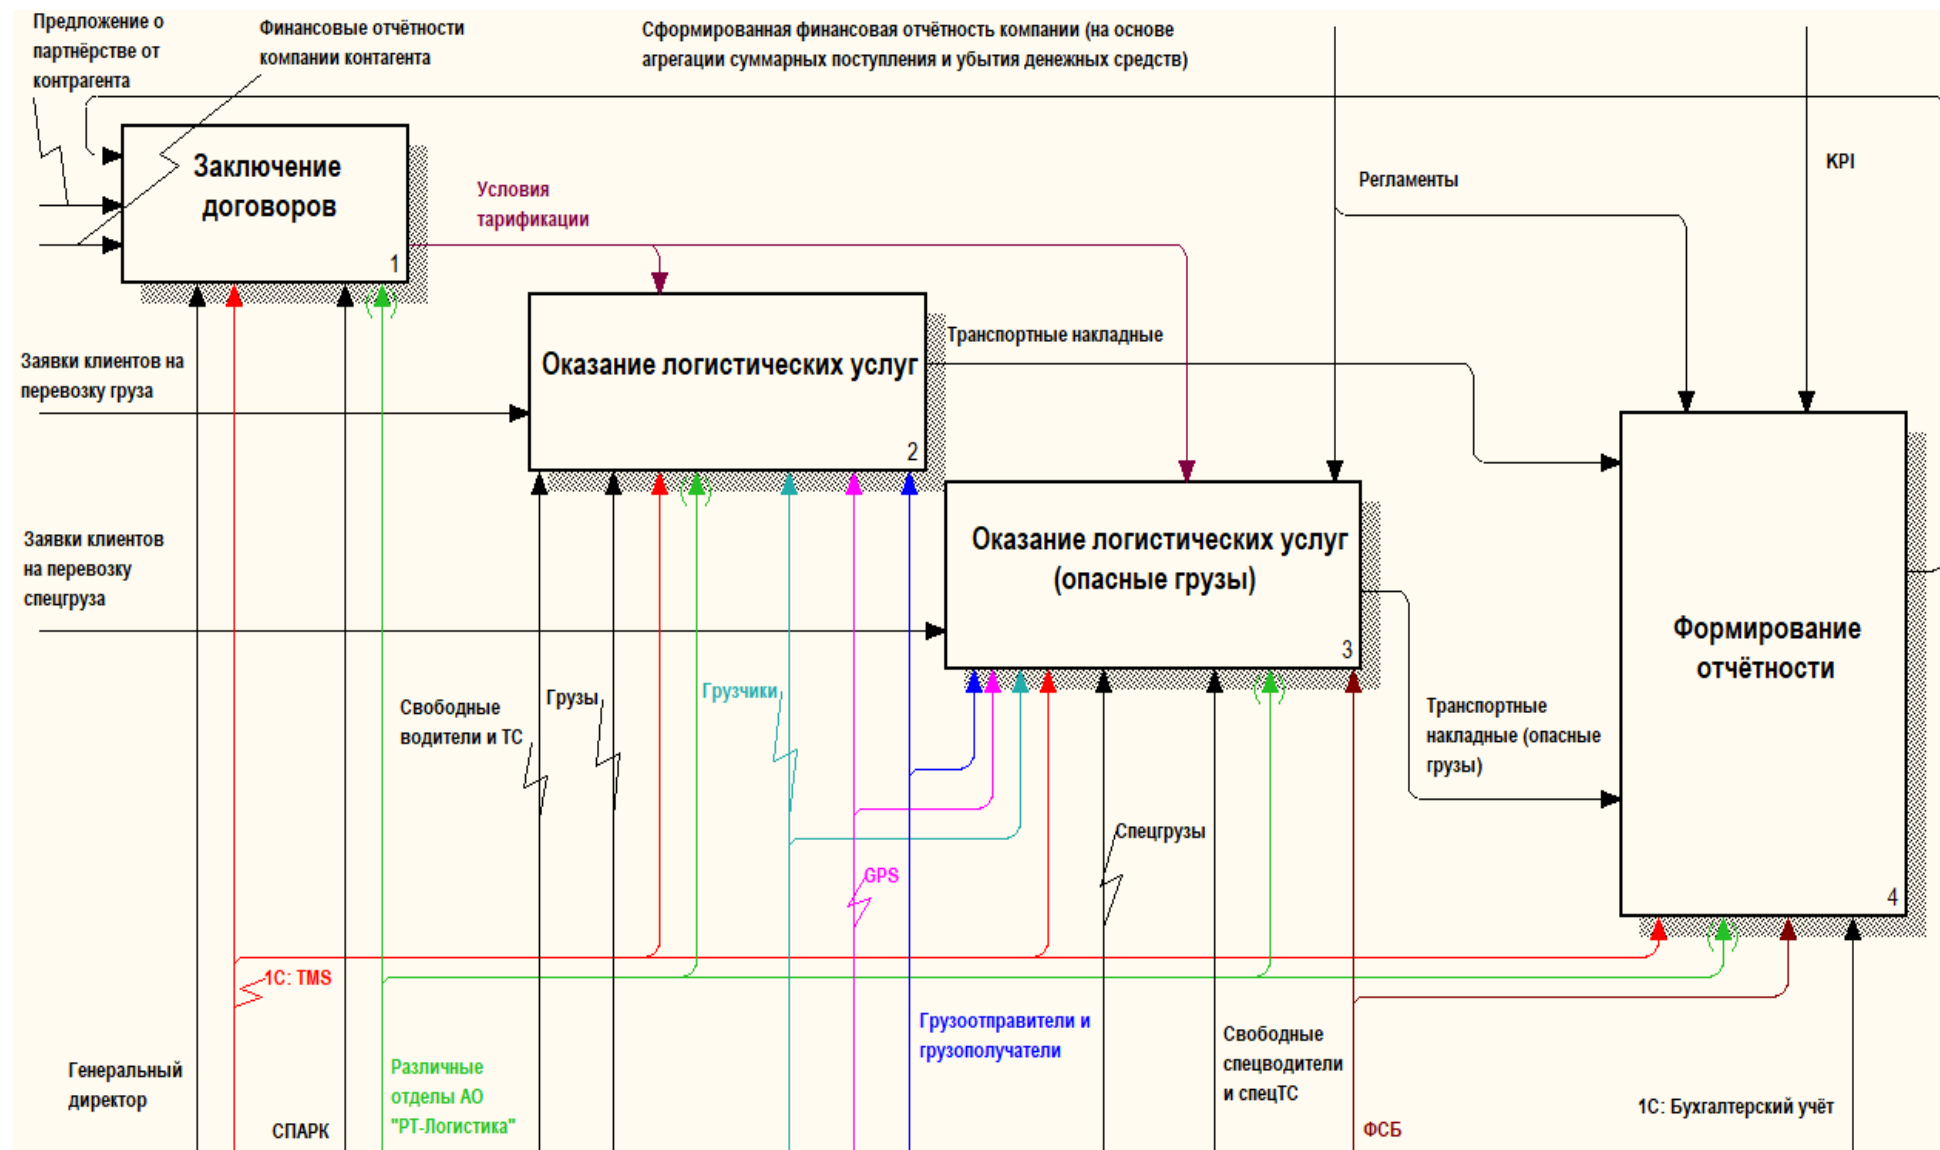 Предложение о
партнёрстве от
контрагента
Финансовые отчётности
компании контагента
Сформированная финансовая отчётность компании (на основе
агрегации суммарных поступления и убытия денежных средств)
Заключение
договоров
1
Условия
тарификации
Регламенты
KPI
Заявки клиентов на
перевозку груза
Оказание логистических услуг
2
Транспортные накладные
Заявки клиентов
на перевозку
спецгруза
Оказание логистических услуг
(опасные грузы)
3
Формирование
отчётности
4
Свободные
водители и ТС
Грузы
Грузчики
Транспортные
накладные (опасные
грузы)
Спецгрузы
GPS
1С: TMS
Генеральный
директор
СПАРК
Различные
отделы АО
"РТ-Логистика"
Грузоотправители и
грузополучатели
Свободные
спецводители
и спецТС
ФСБ
1С: Бухгалтерский учёт